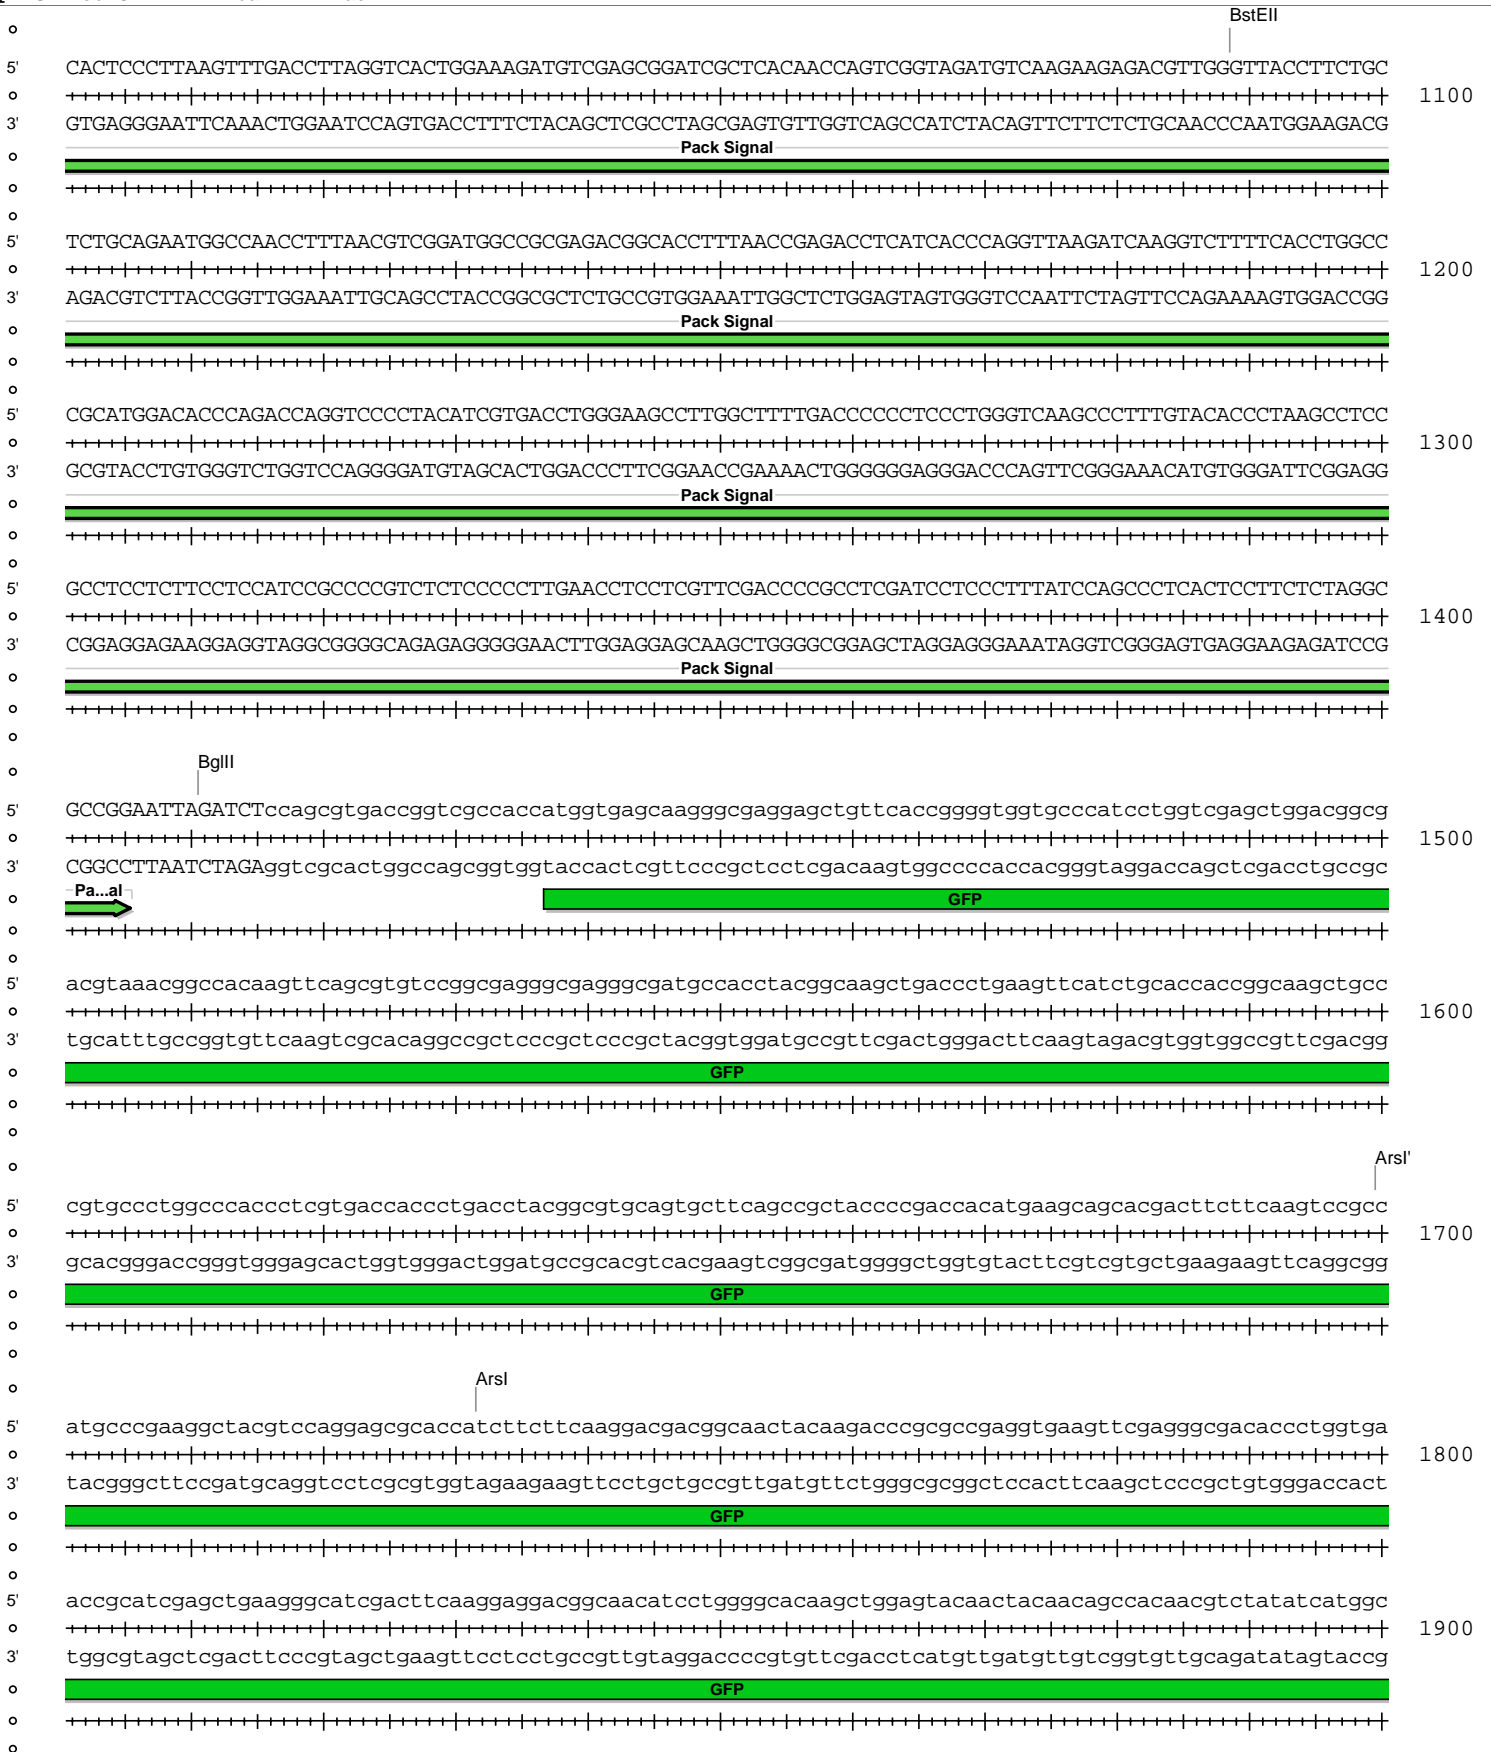 BstEII
5' CACTCCCTTAAGTTTGACCTTAGGTCACTGGAAAGATGTCGAGCGGATCGCTCACAACCAGTCGGTAGATGTCAAGAAGAGACGTTGGGTTACCTTCTGC
1100
3' GTGAGGGAATTCAAACTGGAATCCAGTGACCTTTCTACAGCTCGCCTAGCGAGTGTTGGTCAGCCATCTACAGTTCTTCTCTGCAACCCAATGGAAGACG
Pack Signal
5' TCTGCAGAATGGCCAACCTTTAACGTCGGATGGCCGCGAGACGGCACCTTTAACCGAGACCTCATCACCCAGGTTAAGATCAAGGTCTTTTCACCTGGCC
1200
3' AGACGTCTTACCGGTTGGAAATTGCAGCCTACCGGCGCTCTGCCGTGGAAATTGGCTCTGGAGTAGTGGGTCCAATTCTAGTTCCAGAAAAGTGGACCGG
Pack Signal
5' CGCATGGACACCCAGACCAGGTCCCCTACATCGTGACCTGGGAAGCCTTGGCTTTTGACCCCCCTCCCTGGGTCAAGCCCTTTGTACACCCTAAGCCTCC
1300
3' GCGTACCTGTGGGTCTGGTCCAGGGGATGTAGCACTGGACCCTTCGGAACCGAAAACTGGGGGGAGGGACCCAGTTCGGGAAACATGTGGGATTCGGAGG
Pack Signal
5' GCCTCCTCTTCCTCCATCCGCCCCGTCTCTCCCCCTTGAACCTCCTCGTTCGACCCCGCCTCGATCCTCCCTTTATCCAGCCCTCACTCCTTCTCTAGGC
1400
3' CGGAGGAGAAGGAGGTAGGCGGGGCAGAGAGGGGGAACTTGGAGGAGCAAGCTGGGGCGGAGCTAGGAGGGAAATAGGTCGGGAGTGAGGAAGAGATCCG
Pack Signal
BglII
5' GCCGGAATTAGATCTccagcgtgaccggtcgccaccatggtgagcaagggcgaggagctgttcaccggggtggtgcccatcctggtcgagctggacggcg
1500
3' CGGCCTTAATCTAGAggtcgcactggccagcggtggtaccactcgttcccgctcctcgacaagtggccccaccacgggtaggaccagctcgacctgccgc
Pa...al
GFP
5' acgtaaacggccacaagttcagcgtgtccggcgagggcgagggcgatgccacctacggcaagctgaccctgaagttcatctgcaccaccggcaagctgcc
1600
3' tgcatttgccggtgttcaagtcgcacaggccgctcccgctcccgctacggtggatgccgttcgactgggacttcaagtagacgtggtggccgttcgacgg
GFP
ArsI'
5' cgtgccctggcccaccctcgtgaccaccctgacctacggcgtgcagtgcttcagccgctaccccgaccacatgaagcagcacgacttcttcaagtccgcc
1700
3' gcacgggaccgggtgggagcactggtgggactggatgccgcacgtcacgaagtcggcgatggggctggtgtacttcgtcgtgctgaagaagttcaggcgg
GFP
ArsI
5' atgcccgaaggctacgtccaggagcgcaccatcttcttcaaggacgacggcaactacaagacccgcgccgaggtgaagttcgagggcgacaccctggtga
1800
3' tacgggcttccgatgcaggtcctcgcgtggtagaagaagttcctgctgccgttgatgttctgggcgcggctccacttcaagctcccgctgtgggaccact
GFP
5' accgcatcgagctgaagggcatcgacttcaaggaggacggcaacatcctggggcacaagctggagtacaactacaacagccacaacgtctatatcatggc
1900
3' tggcgtagctcgacttcccgtagctgaagttcctcctgccgttgtaggaccccgtgttcgacctcatgttgatgttgtcggtgttgcagatatagtaccg
GFP